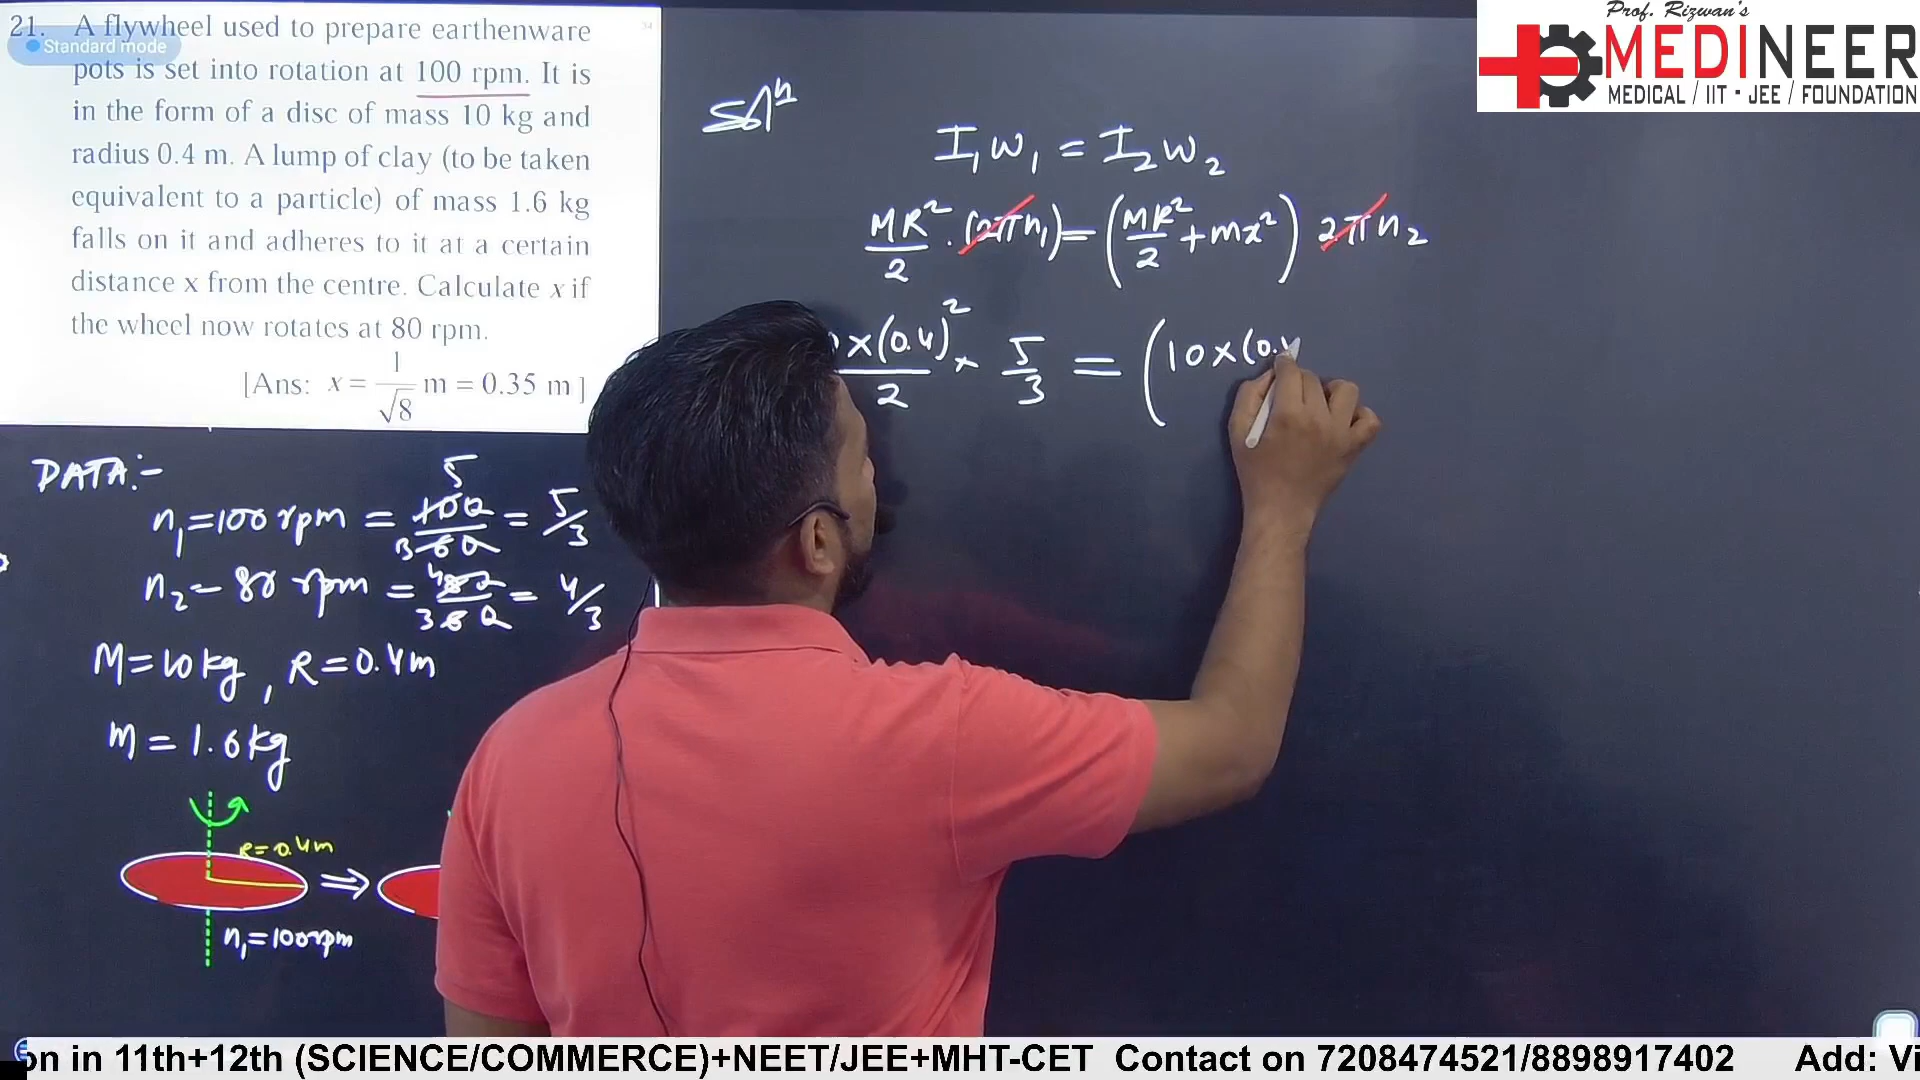 21. A flywheel used to prepare earthenware
Standard mode
pots is set into rotation at 100 rpm. It is
in the form of a disc of mass 10 kg and
radius 0.4 m. A lump of clay (to be taken
equivalent to a particle) of mass 1.6 kg
falls on it and adheres to it at a certain
distance x from the centre. Calculate x if
the wheel now rotates at 80 rpm.
[Ans: x = 1/√8 m = 0.35 m]
DATA:-
n₁ = 100 rpm = 100/60 = 5/3
n₂ = 80 rpm = 80/60 = 4/3
M = 10 kg, R = 0.4 m
m = 1.6 kg
R = 0.4m
⇒
n₁ = 100 rpm
Solⁿ
I₁w₁ = I₂w₂
MR²/2 . (2πn₁) = (MR²/2 + mx²) 2πn₂
× (0.4)²/2 × 5/3 = (10 × (0.4
Prof. Rizwan's
MEDINEER
MEDICAL / IIT - JEE / FOUNDATION
on in 11th+12th (SCIENCE/COMMERCE)+NEET/JEE+MHT-CET Contact on 7208474521/8898917402 Add: Vi